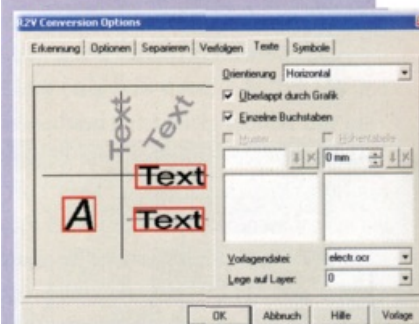 R2V Conversion Options
Erkennung Optionen Separieren Verfolgen Texte Symbole
Orientierung Horizontal
Überlappt durch Grafik
Einzelne Buchstaben
Muster Höhentabelle
0 mm
Text
Text
Text
A
Text
Vorlagendatei: electr.ocr
Lege auf Layer: 0
OK Abbruch Hilfe Vorlage